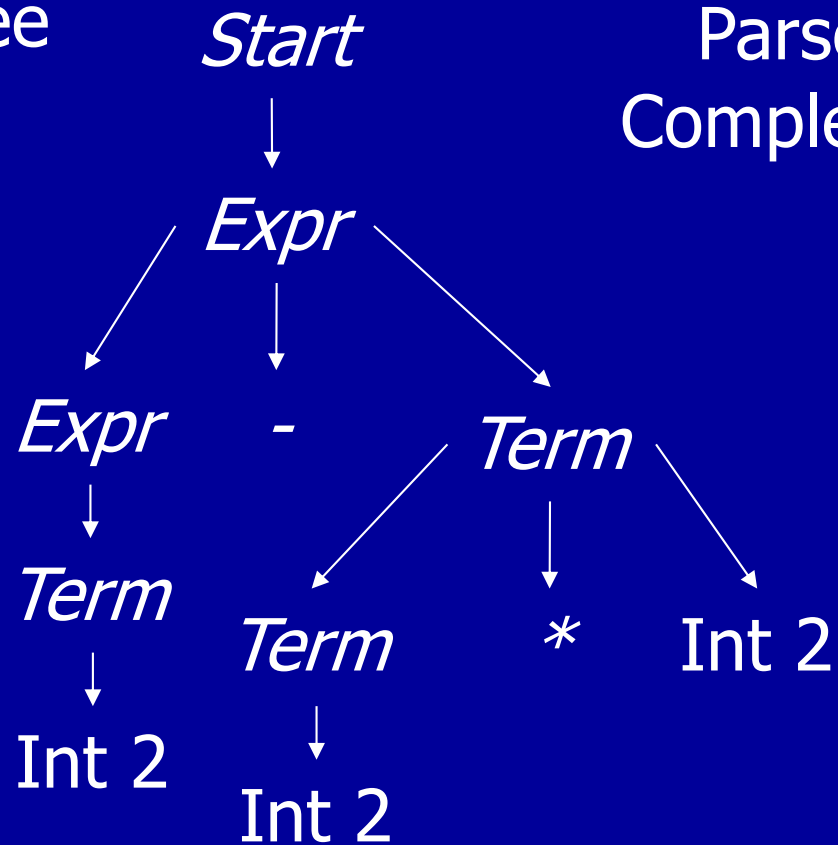 Start
Expr
Expr - Term
Term
Term * Int 2
Int 2
Int 2